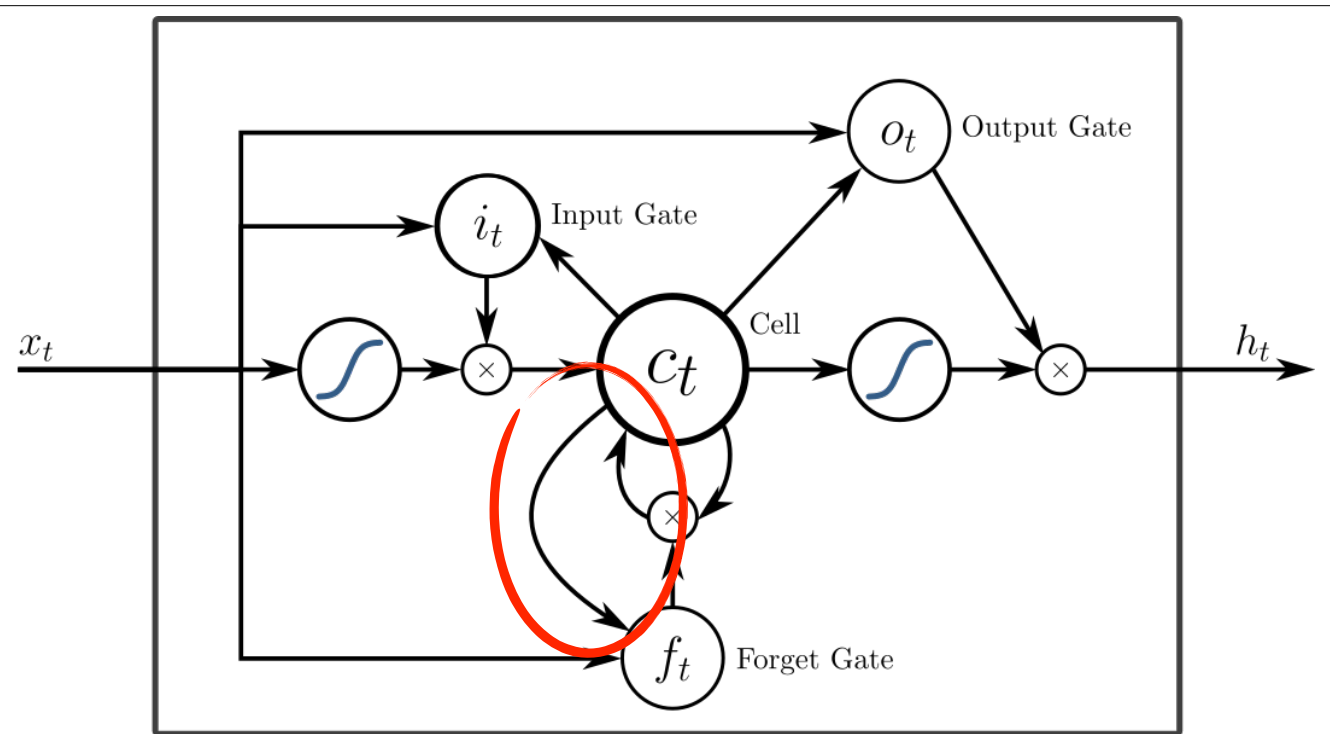 o_t Output Gate
i_t Input Gate
Cell
x_t
×
c_t
×
h_t
×
f_t Forget Gate